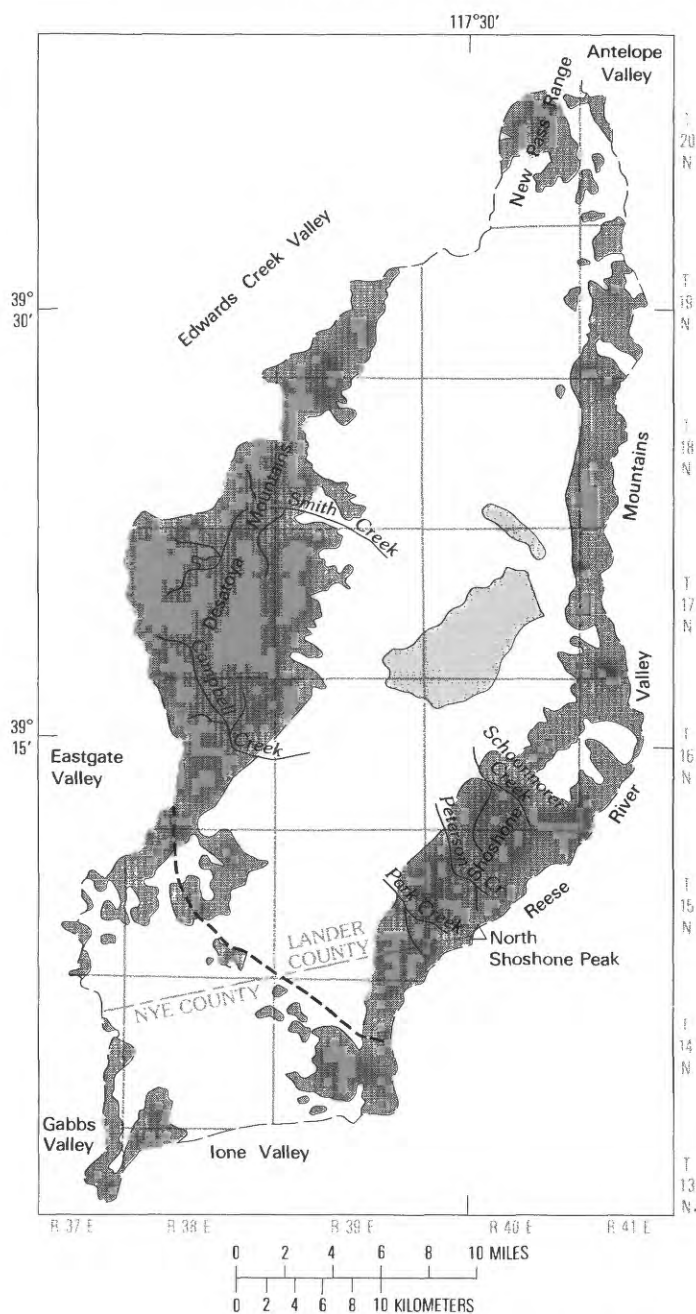 117°30'
Antelope
Valley
New Pass Range
T
20
N
Edwards Creek Valley
39°
30'
T
19
N
T
18
N
Mountains
Desatoya
Mountains
Smith Creek
T
17
N
Campbell
Creek
Valley
39°
15'
Eastgate
Valley
T
16
N
Schoonmorer
Creek
Shoshone
Peterson Cr
River
Reese
Park Creek
T
15
N
North
Shoshone Peak
LANDER
COUNTY
NYE COUNTY
T
14
N
Gabbs
Valley
Ione Valley
T
13
N.
R 37 E
R 38 E
R 39 E
R 40 E
R 41 E
0 2 4 6 8 10 MILES
0 2 4 6 8 10 KILOMETERS